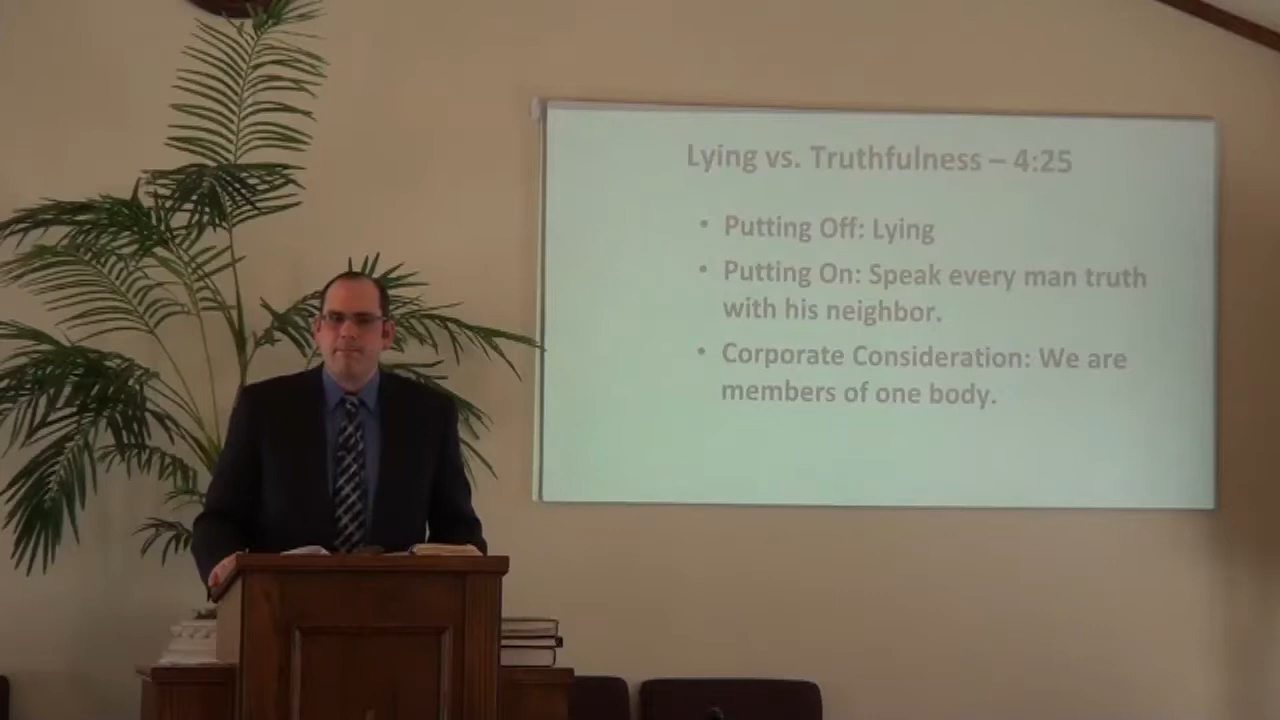 Lying vs. Truthfulness – 4:25
• Putting Off: Lying
• Putting On: Speak every man truth
with his neighbor.
• Corporate Consideration: We are
members of one body.